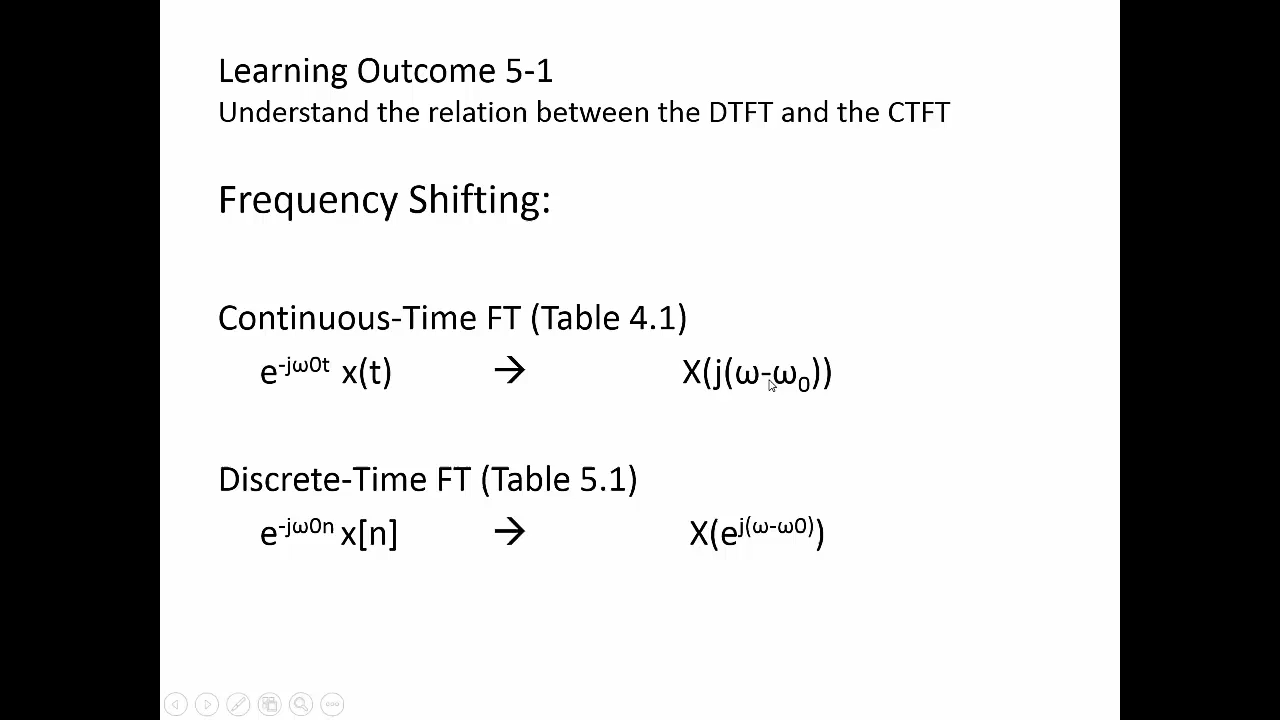 Learning Outcome 5-1
Understand the relation between the DTFT and the CTFT
Frequency Shifting:
Continuous-Time FT (Table 4.1)
e^-jω0t x(t) → X(j(ω-ω₀))
Discrete-Time FT (Table 5.1)
e^-jω0n x[n] → X(e^j(ω-ω0))